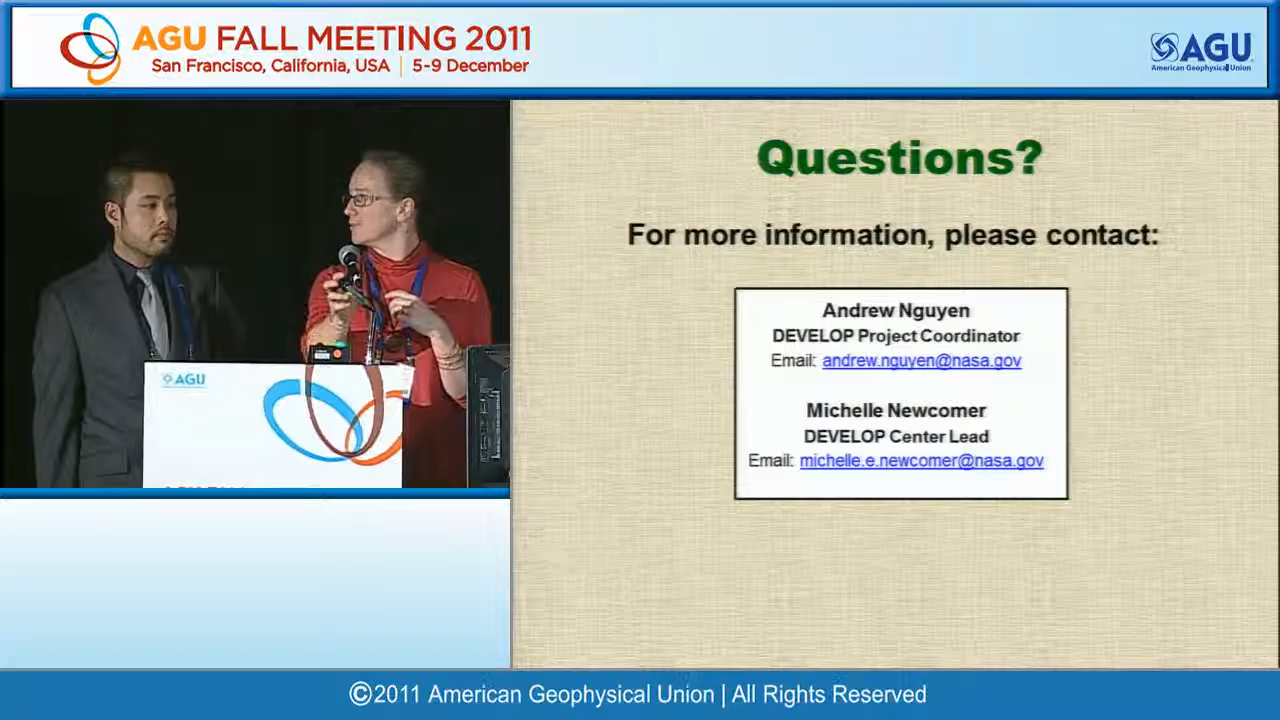 AGU FALL MEETING 2011
San Francisco, California, USA | 5-9 December
AGU
American Geophysical Union
Questions?
For more information, please contact:
Andrew Nguyen
DEVELOP Project Coordinator
Email: andrew.nguyen@nasa.gov
Michelle Newcomer
DEVELOP Center Lead
Email: michelle.e.newcomer@nasa.gov
AGU
©2011 American Geophysical Union | All Rights Reserved